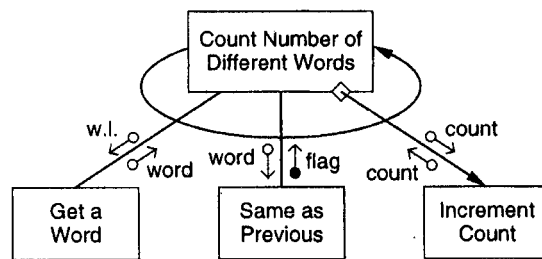 Count Number of
Different Words
w.l.
word
word
flag
count
count
Get a
Word
Same as
Previous
Increment
Count